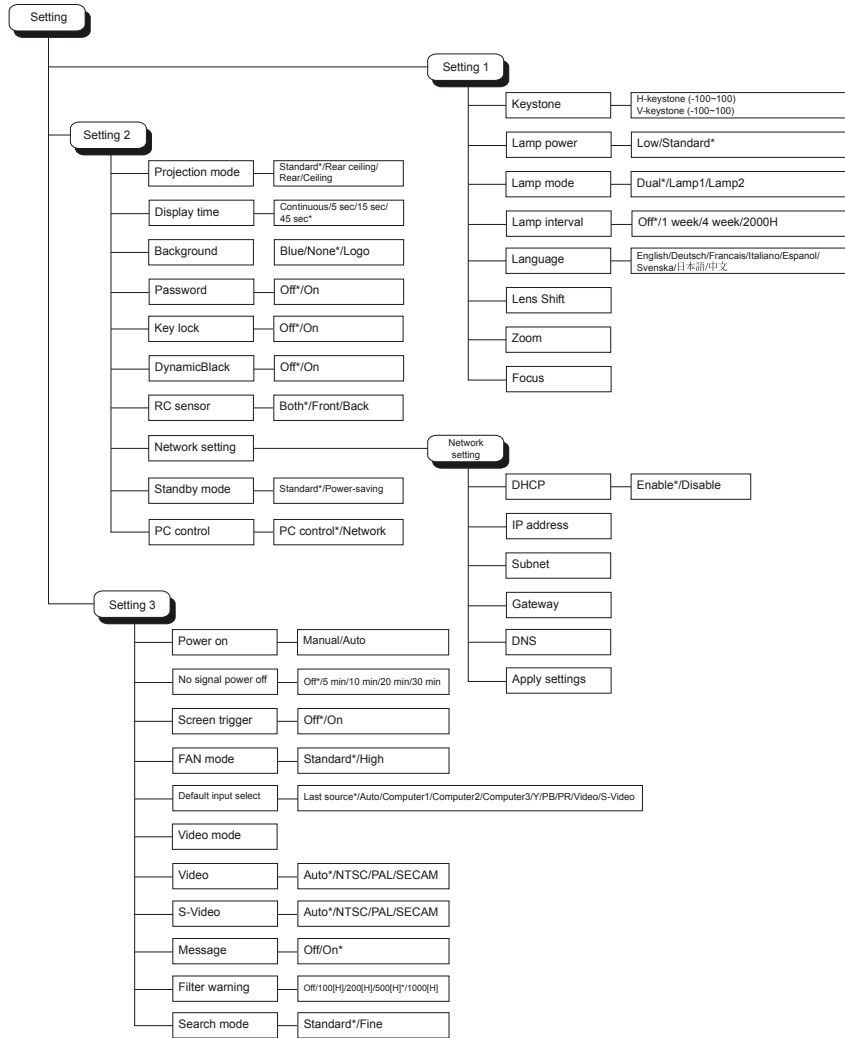 Setting
Setting 1
Keystone
H-keystone (-100~100)
V-keystone (-100~100)
Lamp power
Low/Standard*
Lamp mode
Dual*/Lamp1/Lamp2
Lamp interval
Off*/1 week/4 week/2000H
Language
English/Deutsch/Francais/Italiano/Espanol/
Svenska/日本語/中文
Lens Shift
Zoom
Focus
Setting 2
Projection mode
Standard*/Rear ceiling/
Rear/Ceiling
Display time
Continuous/5 sec/15 sec/
45 sec*
Background
Blue/None*/Logo
Password
Off*/On
Key lock
Off*/On
DynamicBlack
Off*/On
RC sensor
Both*/Front/Back
Network setting
Standby mode
Standard*/Power-saving
PC control
PC control*/Network
Network
setting
DHCP
Enable*/Disable
IP address
Subnet
Gateway
DNS
Apply settings
Setting 3
Power on
Manual/Auto
No signal power off
Off*/5 min/10 min/20 min/30 min
Screen trigger
Off*/On
FAN mode
Standard*/High
Default input select
Last source*/Auto/Computer1/Computer2/Computer3/Y/PB/PR/Video/S-Video
Video mode
Video
Auto*/NTSC/PAL/SECAM
S-Video
Auto*/NTSC/PAL/SECAM
Message
Off/On*
Filter warning
Off/100[H]/200[H]/500[H]*/1000[H]
Search mode
Standard*/Fine